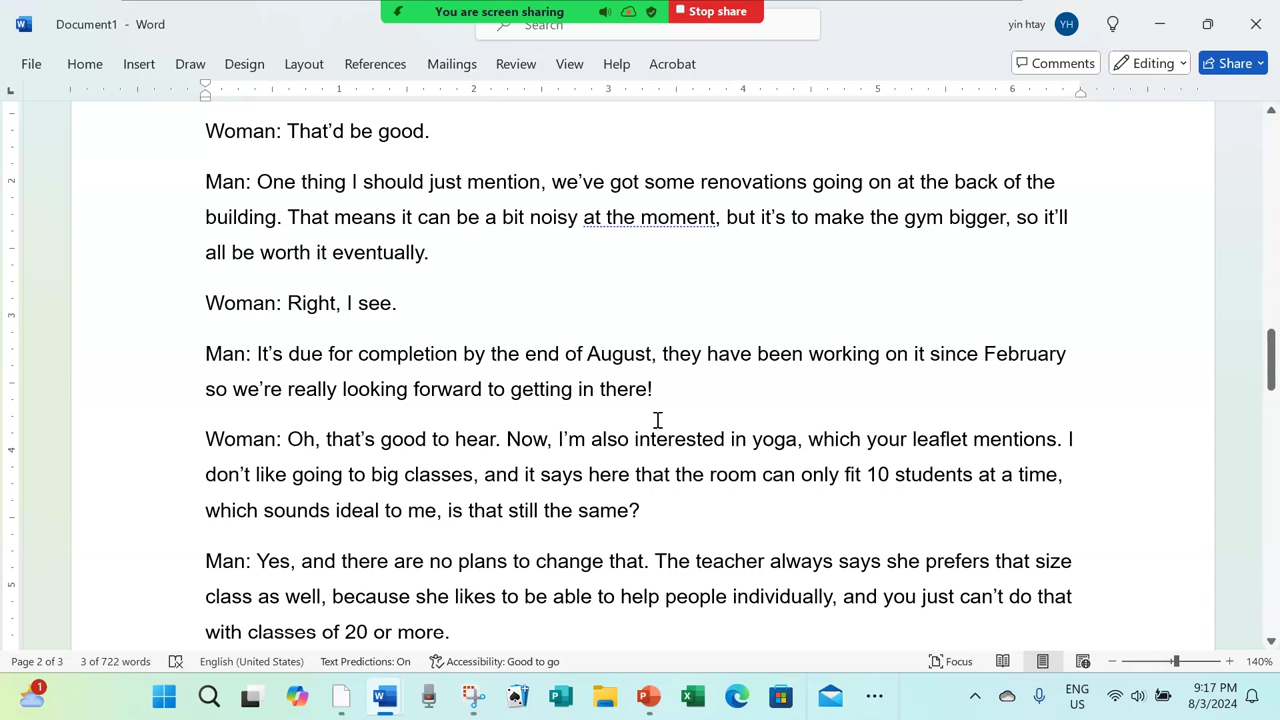 You are screen sharing
Stop share
Document1 - Word
Search
yin htay
YH
File Home Insert Draw Design Layout References Mailings Review View Help Acrobat
Comments
Editing
Share
1 2 3 4 5 6
Woman: That’d be good.
Man: One thing I should just mention, we’ve got some renovations going on at the back of the
building. That means it can be a bit noisy at the moment, but it’s to make the gym bigger, so it’ll
all be worth it eventually.
Woman: Right, I see.
Man: It’s due for completion by the end of August, they have been working on it since February
so we’re really looking forward to getting in there!
Woman: Oh, that’s good to hear. Now, I’m also interested in yoga, which your leaflet mentions. I
don’t like going to big classes, and it says here that the room can only fit 10 students at a time,
which sounds ideal to me, is that still the same?
Man: Yes, and there are no plans to change that. The teacher always says she prefers that size
class as well, because she likes to be able to help people individually, and you just can’t do that
with classes of 20 or more.
2
3
4
5
Page 2 of 3 3 of 722 words English (United States) Text Predictions: On Accessibility: Good to go Focus 140%
1
ENG
US
9:17 PM
8/3/2024